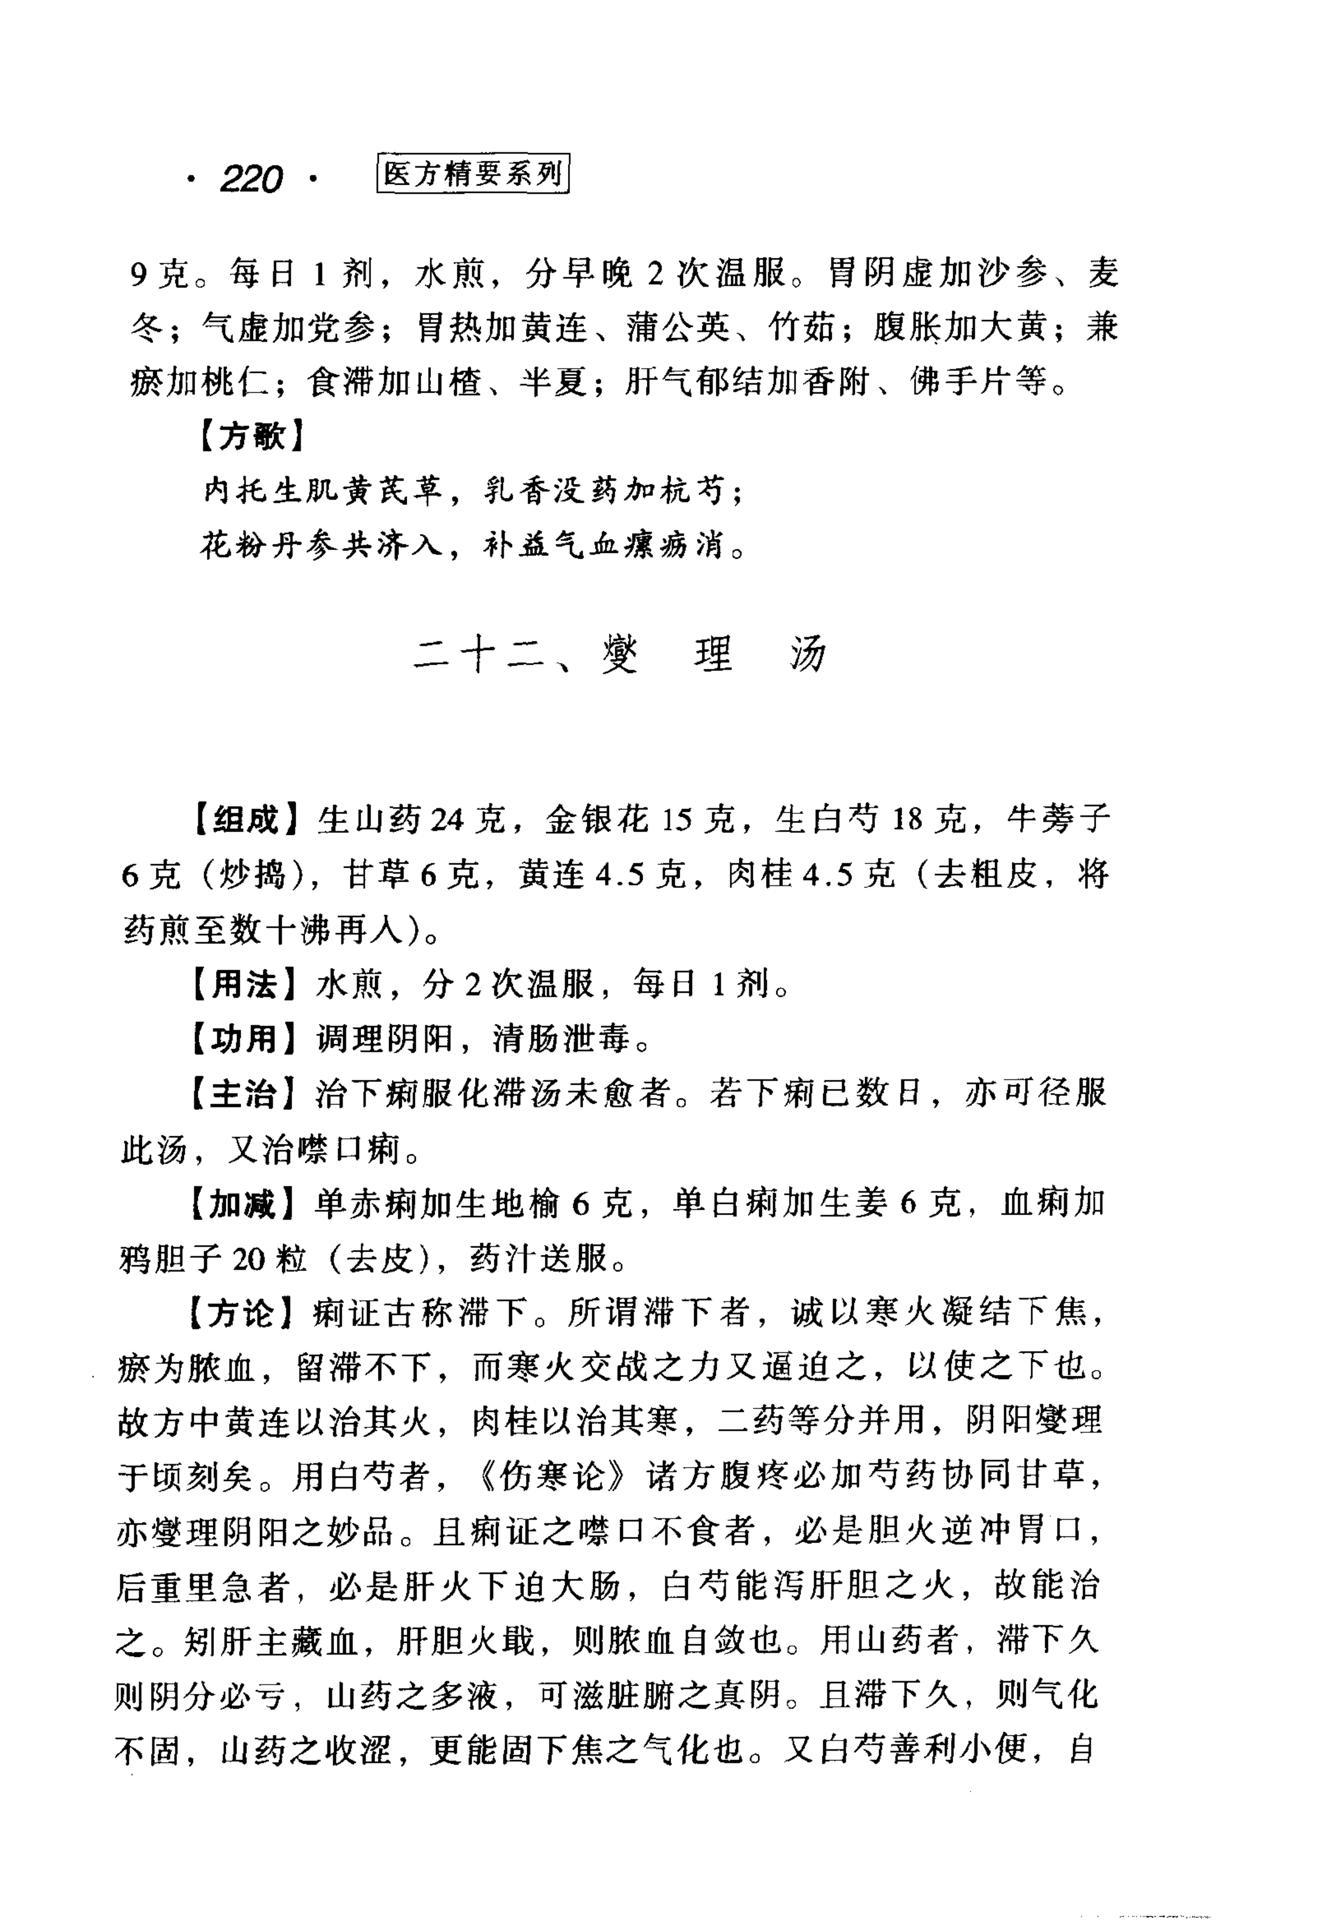 · 220 · 医方精要系列
9克。每日1剂，水煎，分早晚2次温服。胃阴虚加沙参、麦
冬；气虚加党参；胃热加黄连、蒲公英、竹茹；腹胀加大黄；兼
瘀加桃仁；食滞加山楂、半夏；肝气郁结加香附、佛手片等。
【方歌】
内托生肌黄芪草，乳香没药加杭芍；
花粉丹参共济入，补益气血瘰疬消。
二十二、燮 理 汤
【组成】生山药24克，金银花15克，生白芍18克，牛蒡子
6克（炒捣），甘草6克，黄连4.5克，肉桂4.5克（去粗皮，将
药煎至数十沸再入）。
【用法】水煎，分2次温服，每日1剂。
【功用】调理阴阳，清肠泄毒。
【主治】治下痢服化滞汤未愈者。若下痢已数日，亦可径服
此汤，又治噤口痢。
【加减】单赤痢加生地榆6克，单白痢加生姜6克，血痢加
鸦胆子20粒（去皮），药汁送服。
【方论】痢证古称滞下。所谓滞下者，诚以寒火凝结下焦，
瘀为脓血，留滞不下，而寒火交战之力又逼迫之，以使之下也。
故方中黄连以治其火，肉桂以治其寒，二药等分并用，阴阳燮理
于顷刻矣。用白芍者，《伤寒论》诸方腹疼必加芍药协同甘草，
亦燮理阴阳之妙品。且痢证之噤口不食者，必是胆火逆冲胃口，
后重里急者，必是肝火下迫大肠，白芍能泻肝胆之火，故能治
之。矧肝主藏血，肝胆火戢，则脓血自敛也。用山药者，滞下久
则阴分必亏，山药之多液，可滋脏腑之真阴。且滞下久，则气化
不固，山药之收涩，更能固下焦之气化也。又白芍善利小便，自